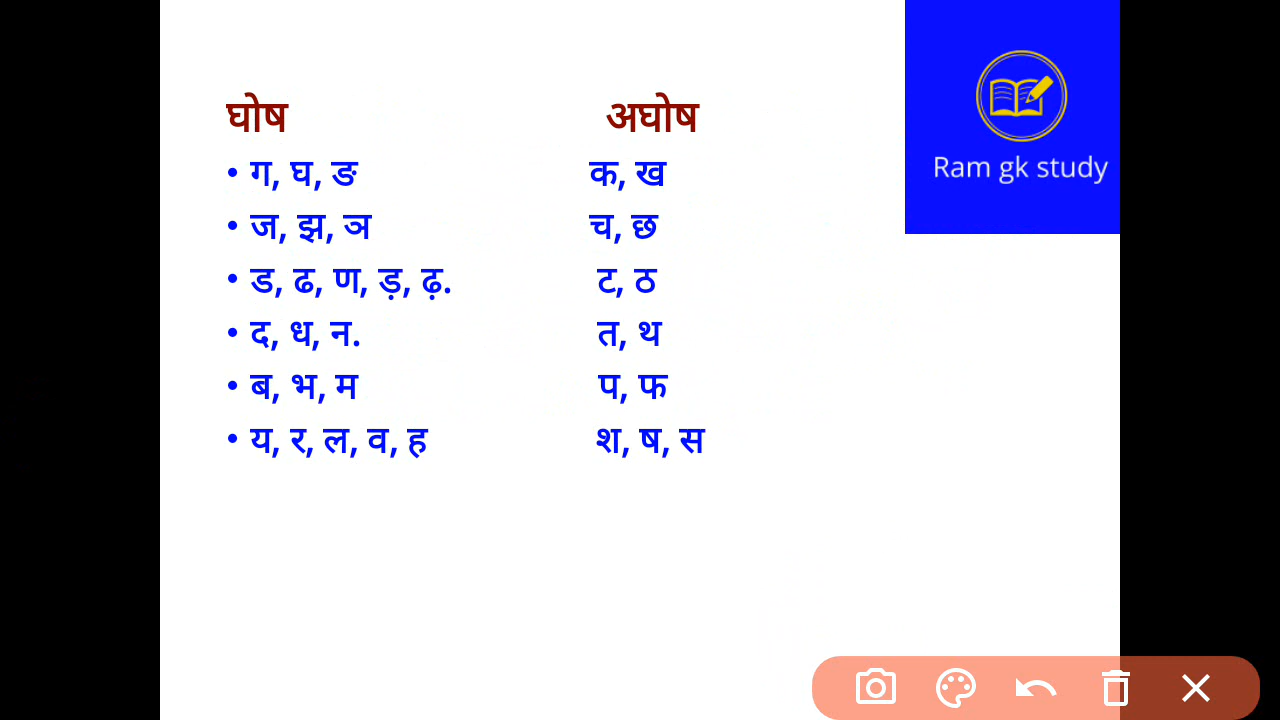 घोष अघोष
• ग, घ, ङ क, ख
• ज, झ, ञ च, छ
• ड, ढ, ण, ड़, ढ़. ट, ठ
• द, ध, न. त, थ
• ब, भ, म प, फ
• य, र, ल, व, ह श, ष, स
Ram gk study